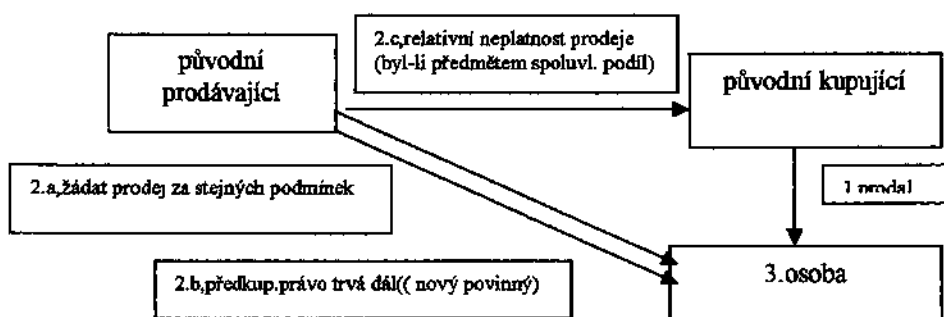 2.c,relativní neplatnost prodeje
(byl-li předmětem spoluvl. podíl)
původní
prodávající
původní kupující
2.a,žádat prodej za stejných podmínek
1.prodal
2.b,předkup.právo trvá dál(( nový povinný)
3.osoba